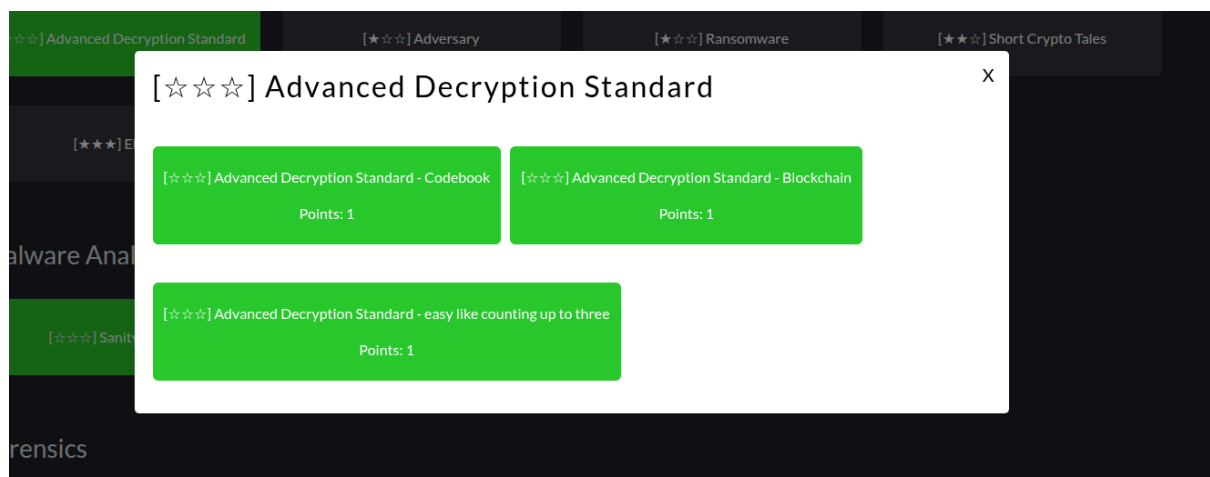 ☆☆] Advanced Decryption Standard
[★☆☆] Adversary
[★☆☆] Ransomware
[★★☆] Short Crypto Tales
[☆☆☆] Advanced Decryption Standard
X
[★★★] El
[☆☆☆] Advanced Decryption Standard - Codebook
Points: 1
[☆☆☆] Advanced Decryption Standard - Blockchain
Points: 1
alware Anal
[☆☆☆] Advanced Decryption Standard - easy like counting up to three
Points: 1
[☆☆☆] Sanity
rensics